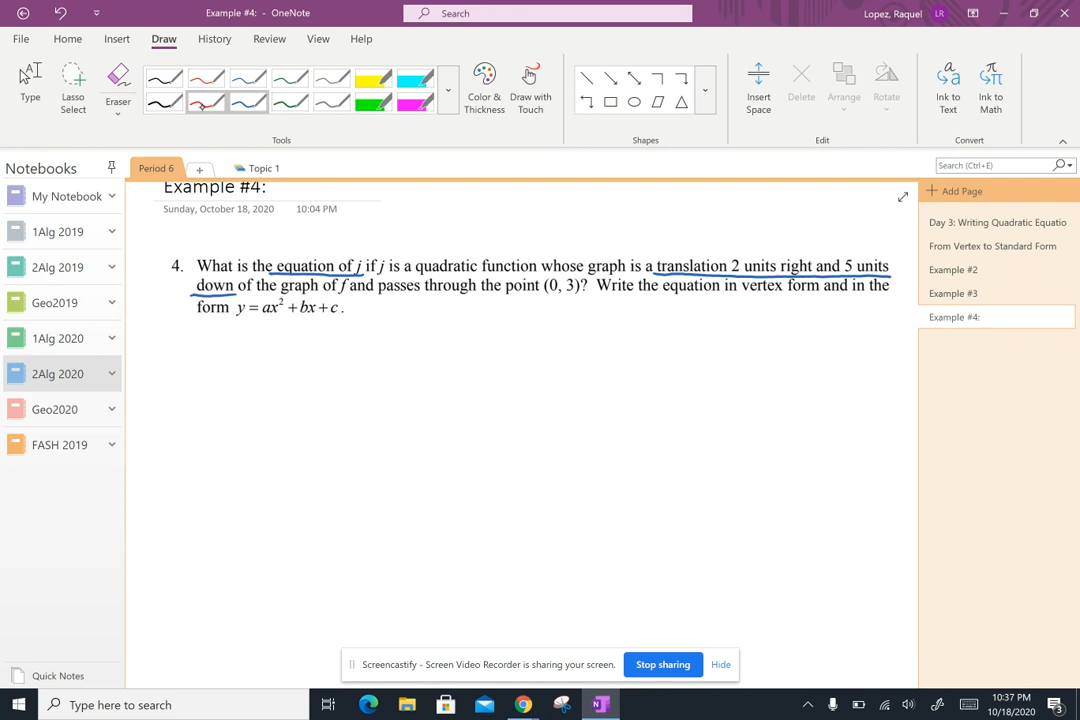 Example #4: - OneNote
Search
Lopez, Raquel
LR
File
Home
Insert
Draw
History
Review
View
Help
Type
Lasso Select
Eraser
Color & Thickness
Draw with Touch
Insert Space
Delete
Arrange
Rotate
Ink to Text
Ink to Math
Tools
Shapes
Edit
Convert
Notebooks
Period 6
Topic 1
Search (Ctrl+E)
My Notebook
1Alg 2019
2Alg 2019
Geo2019
1Alg 2020
2Alg 2020
Geo2020
FASH 2019
Quick Notes
Example #4:
Sunday, October 18, 2020 10:04 PM
4. What is the equation of j if j is a quadratic function whose graph is a translation 2 units right and 5 units
down of the graph of f and passes through the point (0, 3)? Write the equation in vertex form and in the
form y = ax² + bx + c.
Add Page
Day 3: Writing Quadratic Equatio
From Vertex to Standard Form
Example #2
Example #3
Example #4:
Screencastify - Screen Video Recorder is sharing your screen.
Stop sharing
Hide
Type here to search
10:37 PM
10/18/2020
3